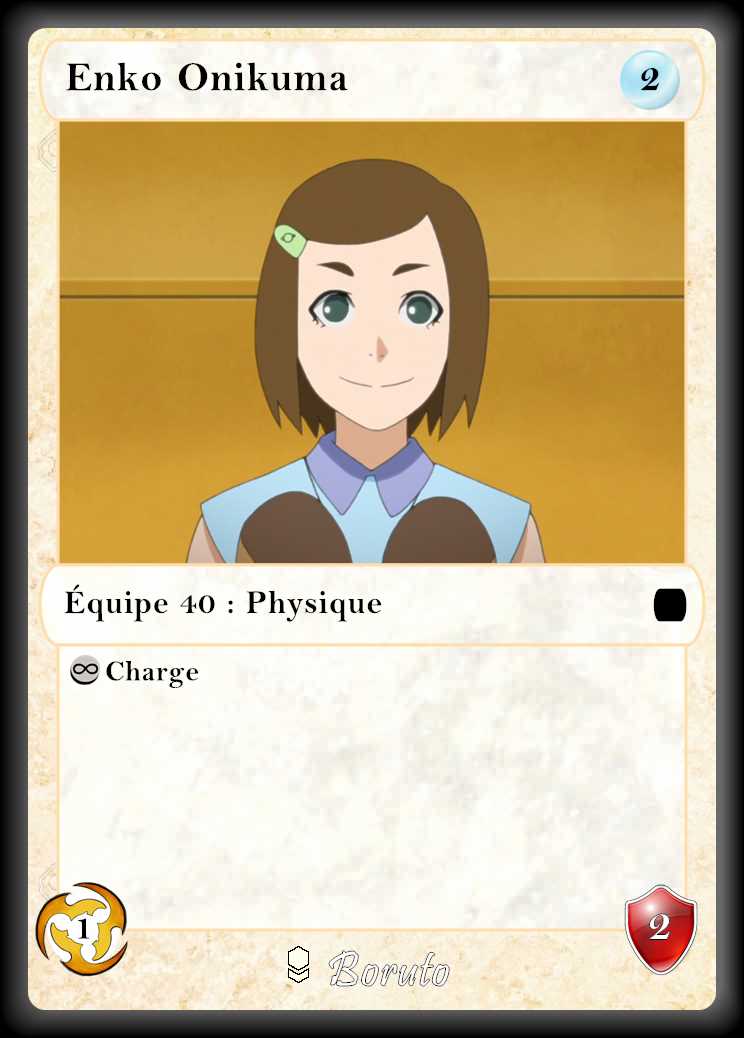 Enko Onikuma
2
Équipe 40 : Physique
∞ Charge
1
2
Boruto